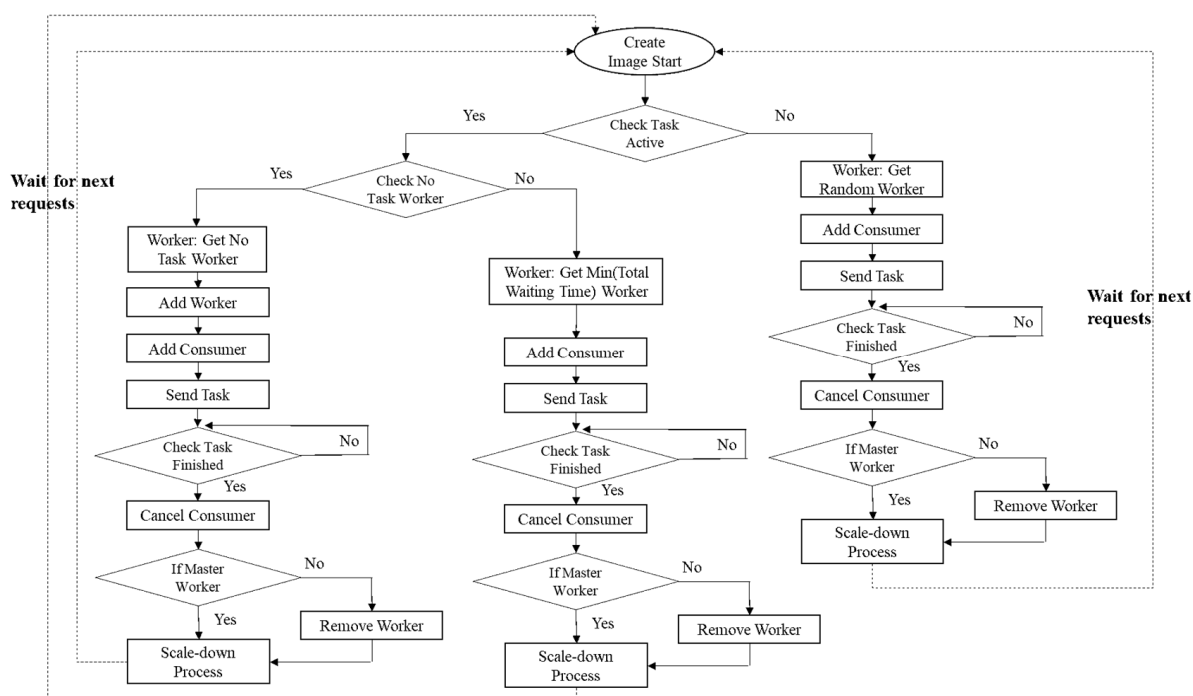 Create
Image Start
Yes
Check Task
Active
No
Wait for next
requests
Yes
Check No
Task Worker
No
Worker: Get
Random Worker
Worker: Get No
Task Worker
Add Consumer
Worker: Get Min(Total
Waiting Time) Worker
Send Task
Wait for next
requests
Add Worker
Check Task
Finished
No
Add Consumer
Add Consumer
Yes
Send Task
Send Task
Cancel Consumer
Check Task
Finished
No
Check Task
Finished
No
If Master
Worker
No
Yes
Yes
Yes
Remove Worker
Cancel Consumer
Cancel Consumer
Scale-down
Process
If Master
Worker
No
If Master
Worker
No
Yes
Remove Worker
Yes
Remove Worker
Scale-down
Process
Scale-down
Process